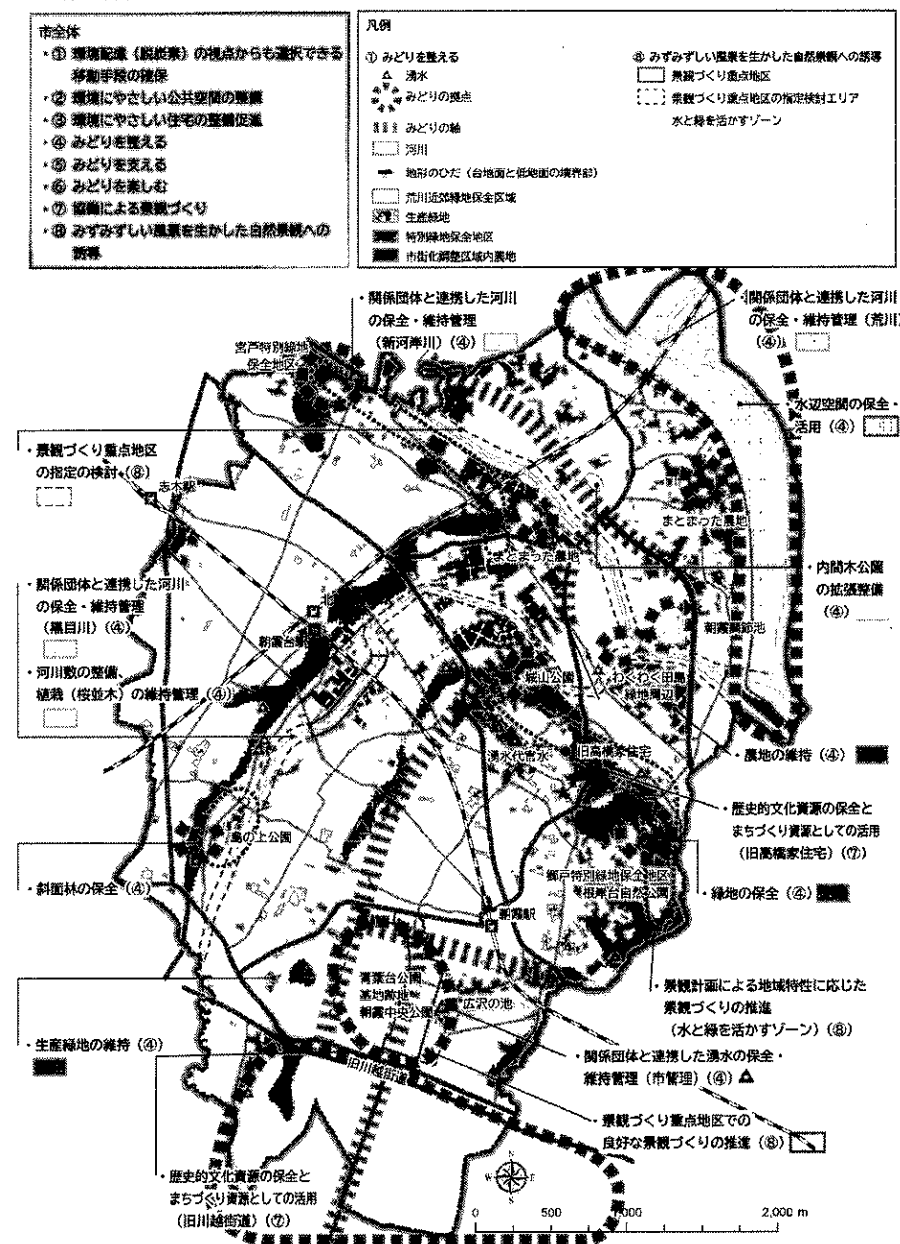 市全体
・① 環境配慮（脱炭素）の視点からも選択できる
移動手段の確保
・② 環境にやさしい公共空間の整備
・③ 環境にやさしい住宅の整備促進
・④ みどりを整える
・⑤ みどりを支える
・⑥ みどりを楽しむ
・⑦ 協働による景観づくり
・⑧ みずみずしい風景を生かした自然景観への
誘導
凡例
① みどりを整える
湧水
みどりの拠点
みどりの軸
河川
地形のひだ（台地面と低地面の境界部）
荒川近郊緑地保全区域
生産緑地
特別緑地保全地区
市街化調整区域内農地
⑧ みずみずしい風景を生かした自然景観への誘導
景観づくり重点地区
景観づくり重点地区の指定検討エリア
水と緑を活かすゾーン
・関係団体と連携した河川
の保全・維持管理
（新河岸川）（④）
・関係団体と連携した河川
の保全・維持管理（荒川）
（④）
宮戸特別緑地
保全地区
・水辺空間の保全・
活用（④）
・景観づくり重点地区
の指定の検討（⑧）
志木駅
まとまった農地
まとまった農地
・内間木公園
の拡張整備
（④）
・関係団体と連携した河川
の保全・維持管理
（黒目川）（④）
朝霞台駅
朝霞調節池
・河川敷の整備、
植栽（桜並木）の維持管理（④）
城山公園
わくわく田島
緑地周辺
湧水代官水
旧高橋家住宅
・農地の維持（④）
・歴史的文化資源の保全と
まちづくり資源としての活用
（旧高橋家住宅）（⑦）
島の上公園
・斜面林の保全（④）
郷戸特別緑地保全地区
根岸台自然公園
・緑地の保全（④）
朝霞駅
青葉台公園
基地跡地
朝霞中央公園
広沢の池
・景観計画による地域特性に応じた
景観づくりの推進
（水と緑を活かすゾーン）（⑧）
・生産緑地の維持（④）
・関係団体と連携した湧水の保全・
維持管理（市管理）（④）
旧川越街道
・景観づくり重点地区での
良好な景観づくりの推進（⑧）
・歴史的文化資源の保全と
まちづくり資源としての活用
（旧川越街道）（⑦）
N
W E
S
0 500 1,000 2,000 m